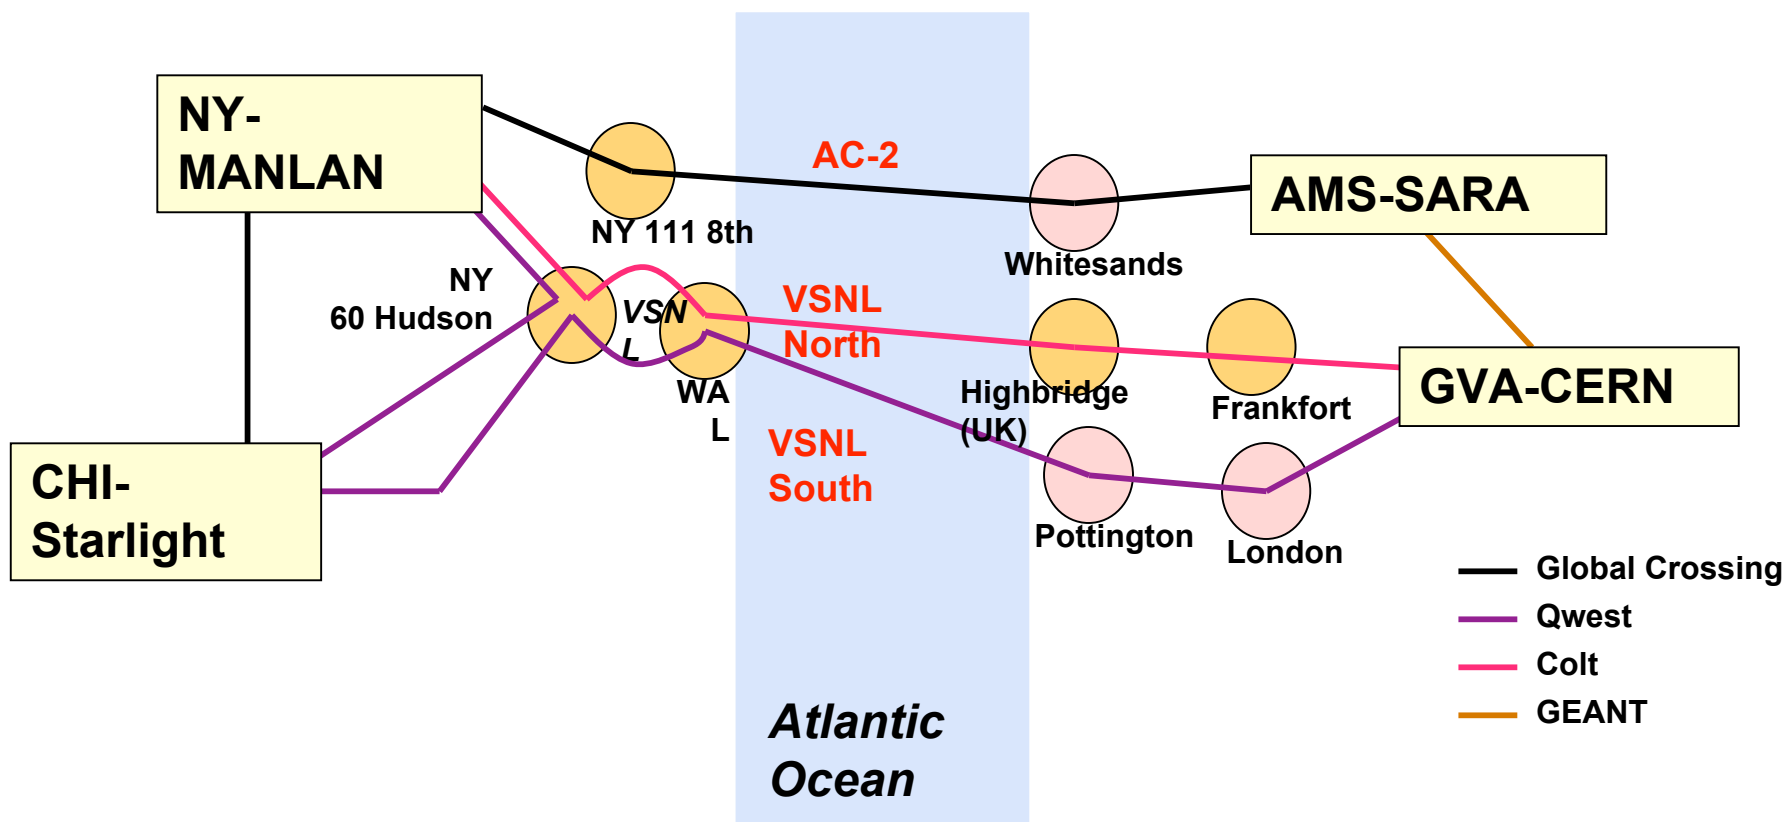 NY-
MANLAN
AC-2
AMS-SARA
NY 111 8th
Whitesands
NY
60 Hudson
VSN
L
VSNL
North
WA
L
Highbridge
(UK)
Frankfort
GVA-CERN
VSNL
South
CHI-
Starlight
Pottington
London
Global Crossing
Qwest
Colt
GEANT
Atlantic
Ocean